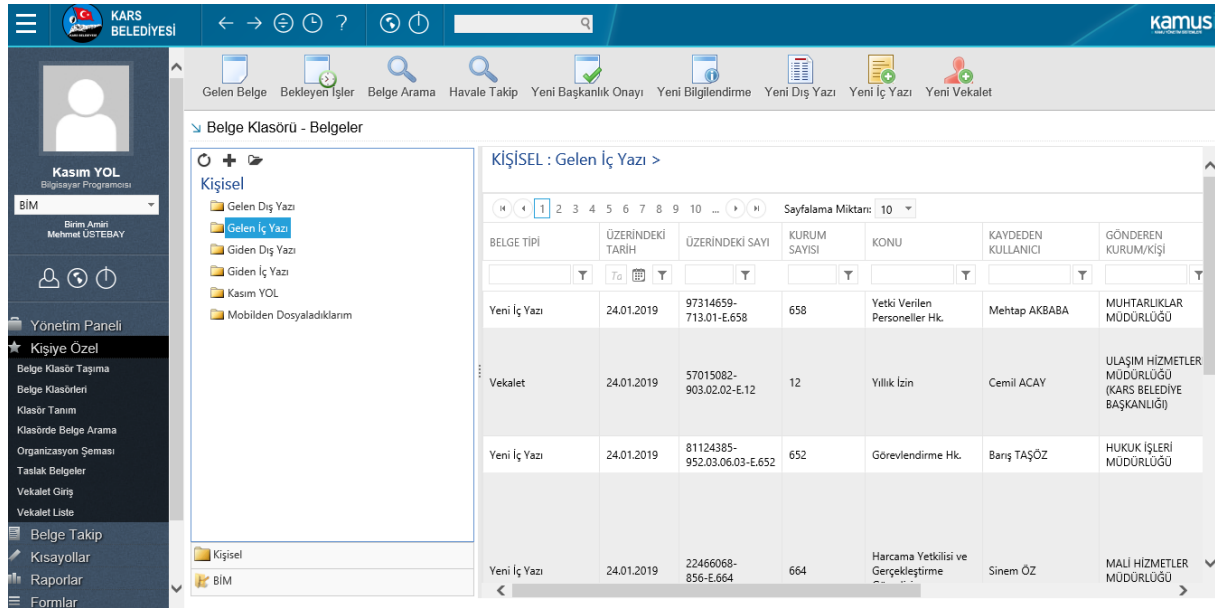 KARS
BELEDİYESİ
?
kamus
KAMU YÖNETİM SİSTEMLERİ
Gelen Belge Bekleyen İşler Belge Arama Havale Takip Yeni Başkanlık Onayı Yeni Bilgilendirme Yeni Dış Yazı Yeni İç Yazı Yeni Vekalet
Kasım YOL
Bilgisayar Programcısı
BİM
Birim Amiri
Mehmet ÜSTEBAY
Yönetim Paneli
Kişiye Özel
Belge Klasör Taşıma
Belge Klasörleri
Klasör Tanım
Klasörde Belge Arama
Organizasyon Şeması
Taslak Belgeler
Vekalet Giriş
Vekalet Liste
Belge Takip
Kısayollar
Raporlar
Formlar
Belge Klasörü - Belgeler
Kişisel
Gelen Dış Yazı
Gelen İç Yazı
Giden Dış Yazı
Giden İç Yazı
Kasım YOL
Mobilden Dosyaladıklarım
Kişisel
BİM
KİŞİSEL : Gelen İç Yazı >
1 2 3 4 5 6 7 8 9 10 ... Sayfalama Miktarı: 10
BELGE TİPİ ÜZERİNDEKİ TARİH ÜZERİNDEKİ SAYI KURUM SAYISI KONU KAYDEDEN KULLANICI GÖNDEREN KURUM/KİŞİ
Ta
Yeni İç Yazı 24.01.2019 97314659-713.01-E.658 658 Yetki Verilen Personeller Hk. Mehtap AKBABA MUHTARLIKLAR MÜDÜRLÜĞÜ
Vekalet 24.01.2019 57015082-903.02.02-E.12 12 Yıllık İzin Cemil ACAY ULAŞIM HİZMETLER MÜDÜRLÜĞÜ (KARS BELEDİYE BAŞKANLIĞI)
Yeni İç Yazı 24.01.2019 81124385-952.03.06.03-E.652 652 Görevlendirme Hk. Barış TAŞÖZ HUKUK İŞLERİ MÜDÜRLÜĞÜ
Yeni İç Yazı 24.01.2019 22466068-856-E.664 664 Harcama Yetkilisi ve Gerçekleştirme Sinem ÖZ MALİ HİZMETLER MÜDÜRLÜĞÜ